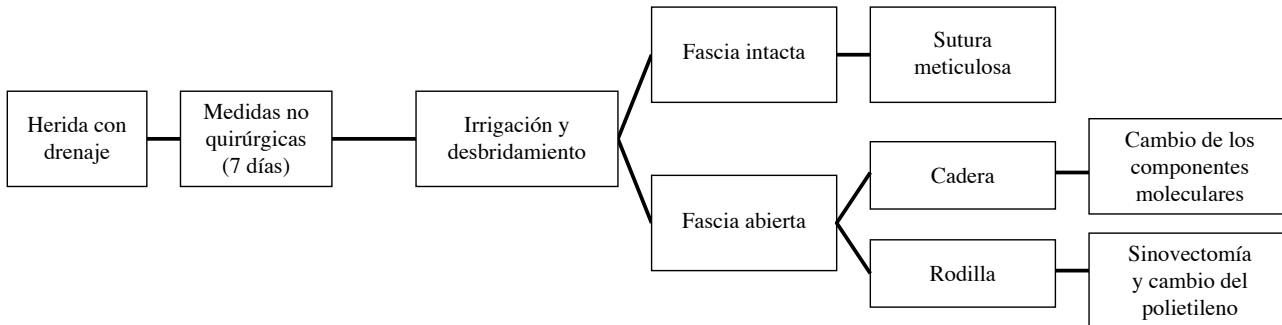 Herida con
drenaje
Medidas no
quirúrgicas
(7 días)
Irrigación y
desbridamiento
Fascia intacta
Sutura
meticulosa
Fascia abierta
Cadera
Cambio de los
componentes
moleculares
Rodilla
Sinovectomía
y cambio del
polietileno